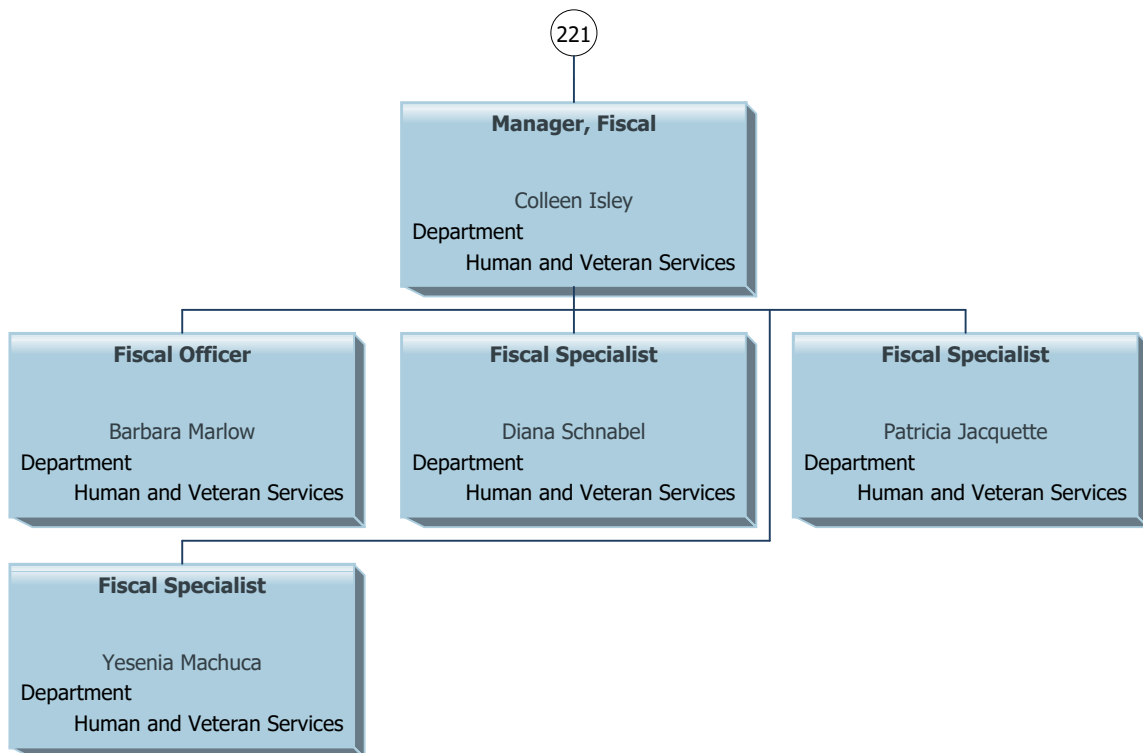 221
Manager, Fiscal
Colleen Isley
Department
Human and Veteran Services
Fiscal Officer
Barbara Marlow
Department
Human and Veteran Services
Fiscal Specialist
Diana Schnabel
Department
Human and Veteran Services
Fiscal Specialist
Patricia Jacquette
Department
Human and Veteran Services
Fiscal Specialist
Yesenia Machuca
Department
Human and Veteran Services